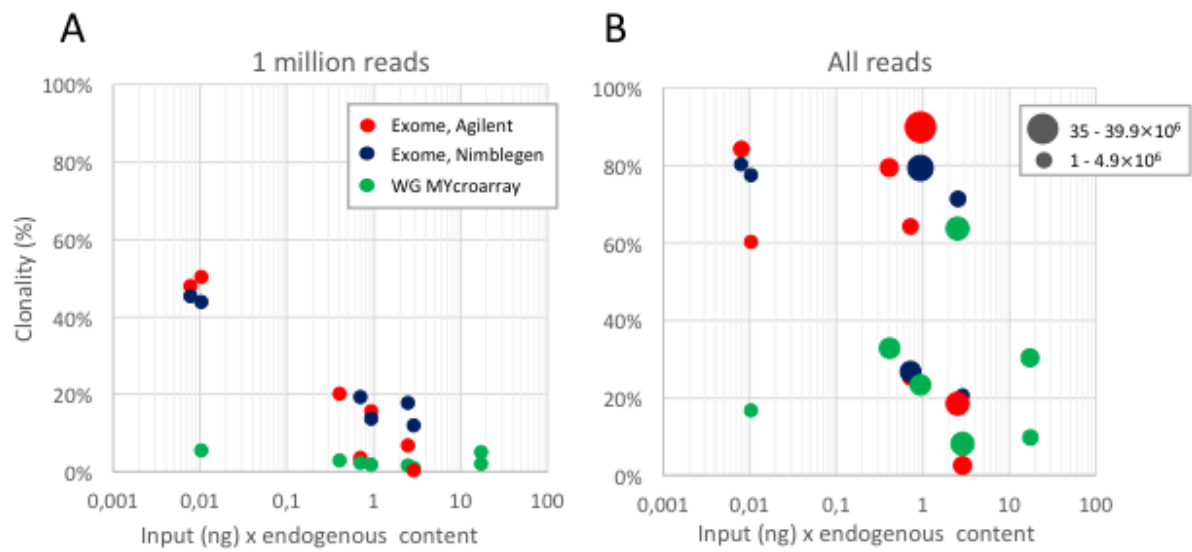 A
1 million reads
Clonality (%)
100%
80%
60%
40%
20%
0%
0,001
0,01
0,1
1
10
100
Input (ng) x endogenous content
Exome, Agilent
Exome, Nimblegen
WG MYcroarray
B
All reads
100%
80%
60%
40%
20%
0%
0,001
0,01
0,1
1
10
100
Input (ng) x endogenous content
35 - 39.9×10⁶
1 - 4.9×10⁶